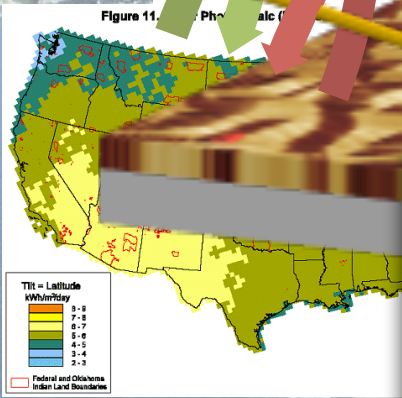 Figure 11.
Tilt = Latitude
kWh/m²/day
8 - 9
7 - 8
6 - 7
5 - 6
4 - 5
3 - 4
2 - 3
Federal and Oklahoma
Indian Land Boundaries